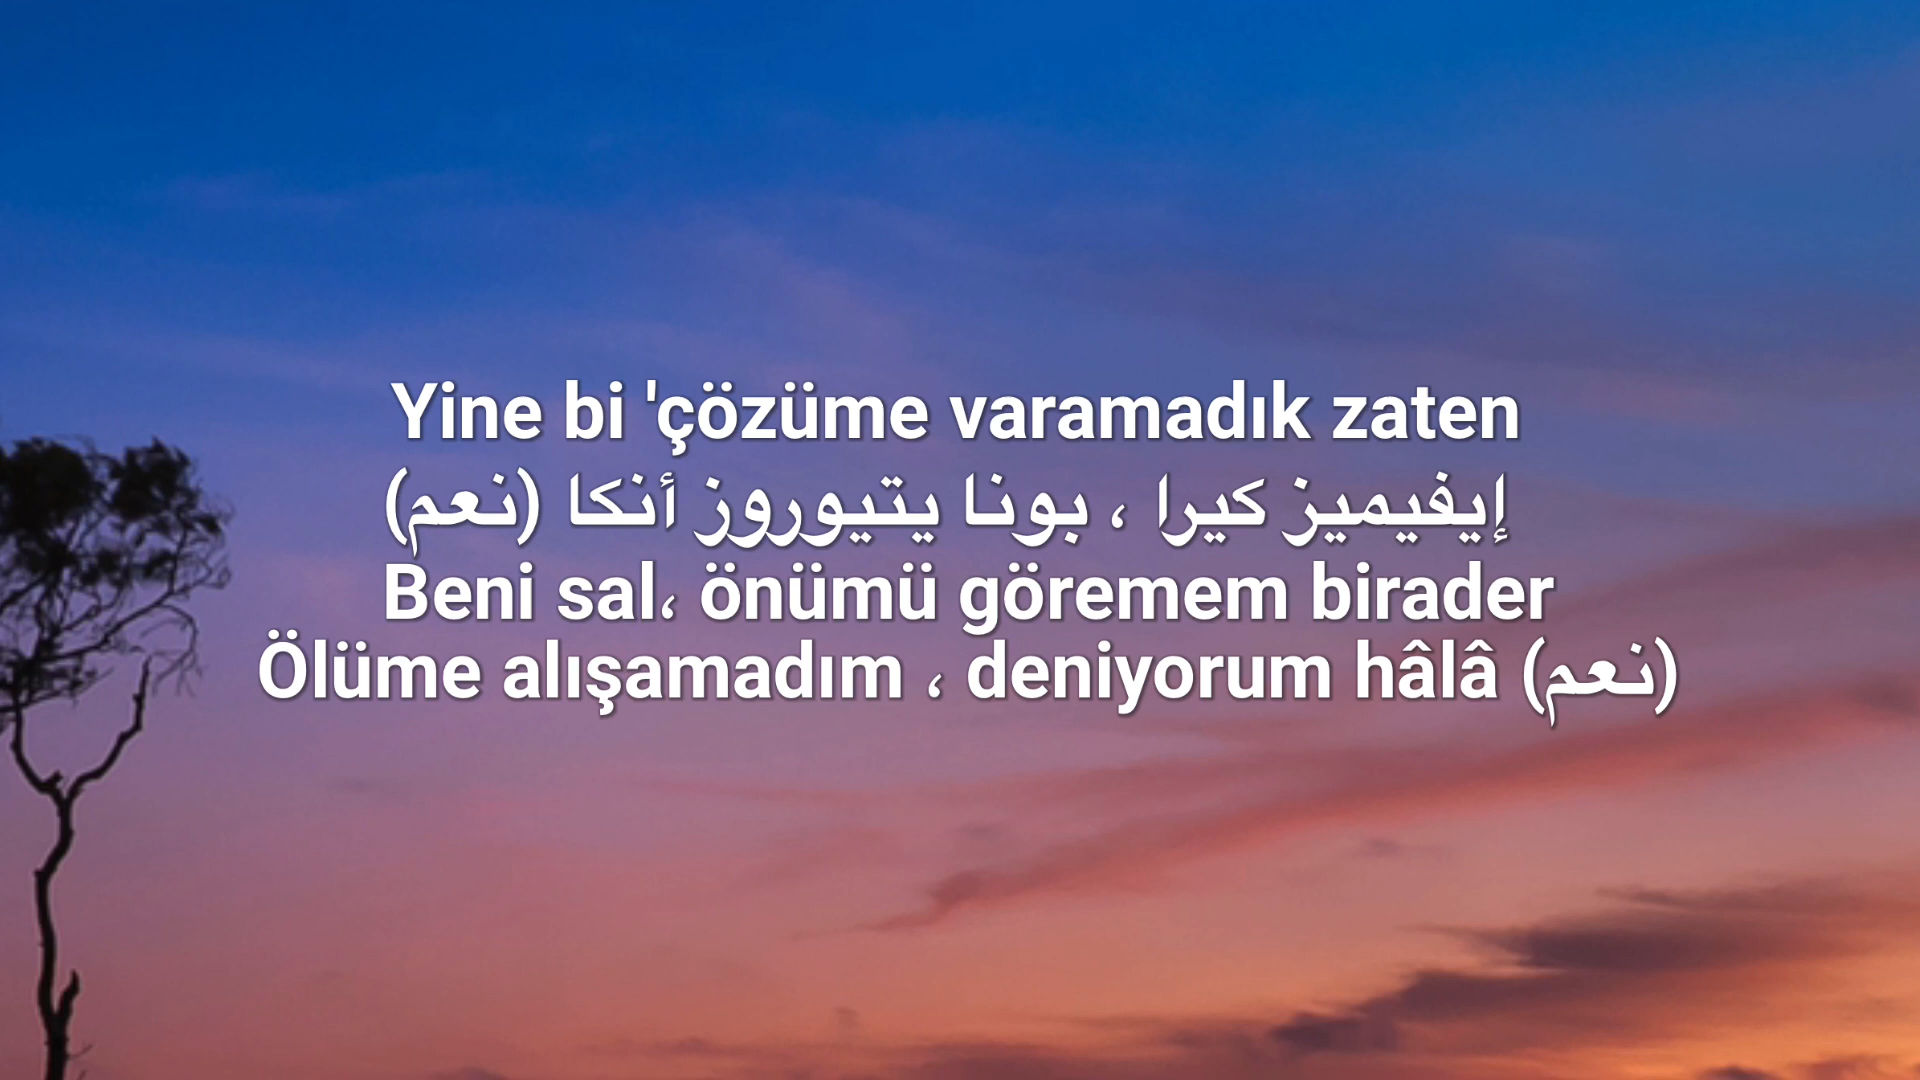 Yine bi 'çözüme varamadık zaten
إيفيميز كيرا ، بونا يتيوروز أنكا (نعم)
Beni sal، önümü göremem birader
Ölüme alışamadım ، deniyorum hâlâ (نعم)